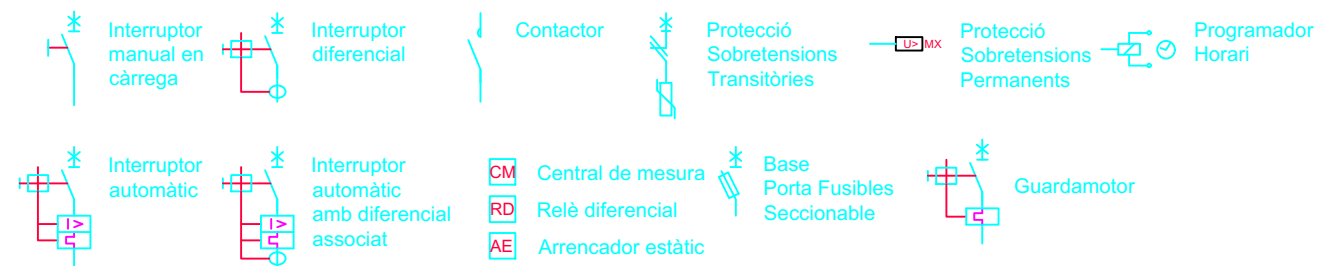 Interruptor
manual en
càrrega
Interruptor
diferencial
Contactor
Protecció
Sobretensions
Transitòries
U> MX
Protecció
Sobretensions
Permanents
Programador
Horari
Interruptor
automàtic
I>
Interruptor
automàtic
amb diferencial
associat
I>
CM Central de mesura
RD Relè diferencial
AE Arrencador estàtic
Base
Porta Fusibles
Seccionable
Guardamotor